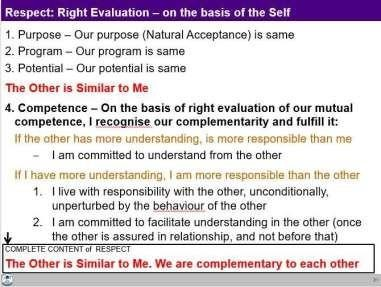 Respect: Right Evaluation – on the basis of the Self
1. Purpose – Our purpose (Natural Acceptance) is same
2. Program – Our program is same
3. Potential – Our potential is same
The Other is Similar to Me
4. Competence – On the basis of right evaluation of our mutual
competence, I recognise our complementarity and fulfill it:
If the other has more understanding, is more responsible than me
– I am committed to understand from the other
If I have more understanding, I am more responsible than the other
1. I live with responsibility with the other, unconditionally,
unperturbed by the behaviour of the other
2. I am committed to facilitate understanding in the other (once
the other is assured in relationship, and not before that)
COMPLETE CONTENT of RESPECT
The Other is Similar to Me. We are complementary to each other